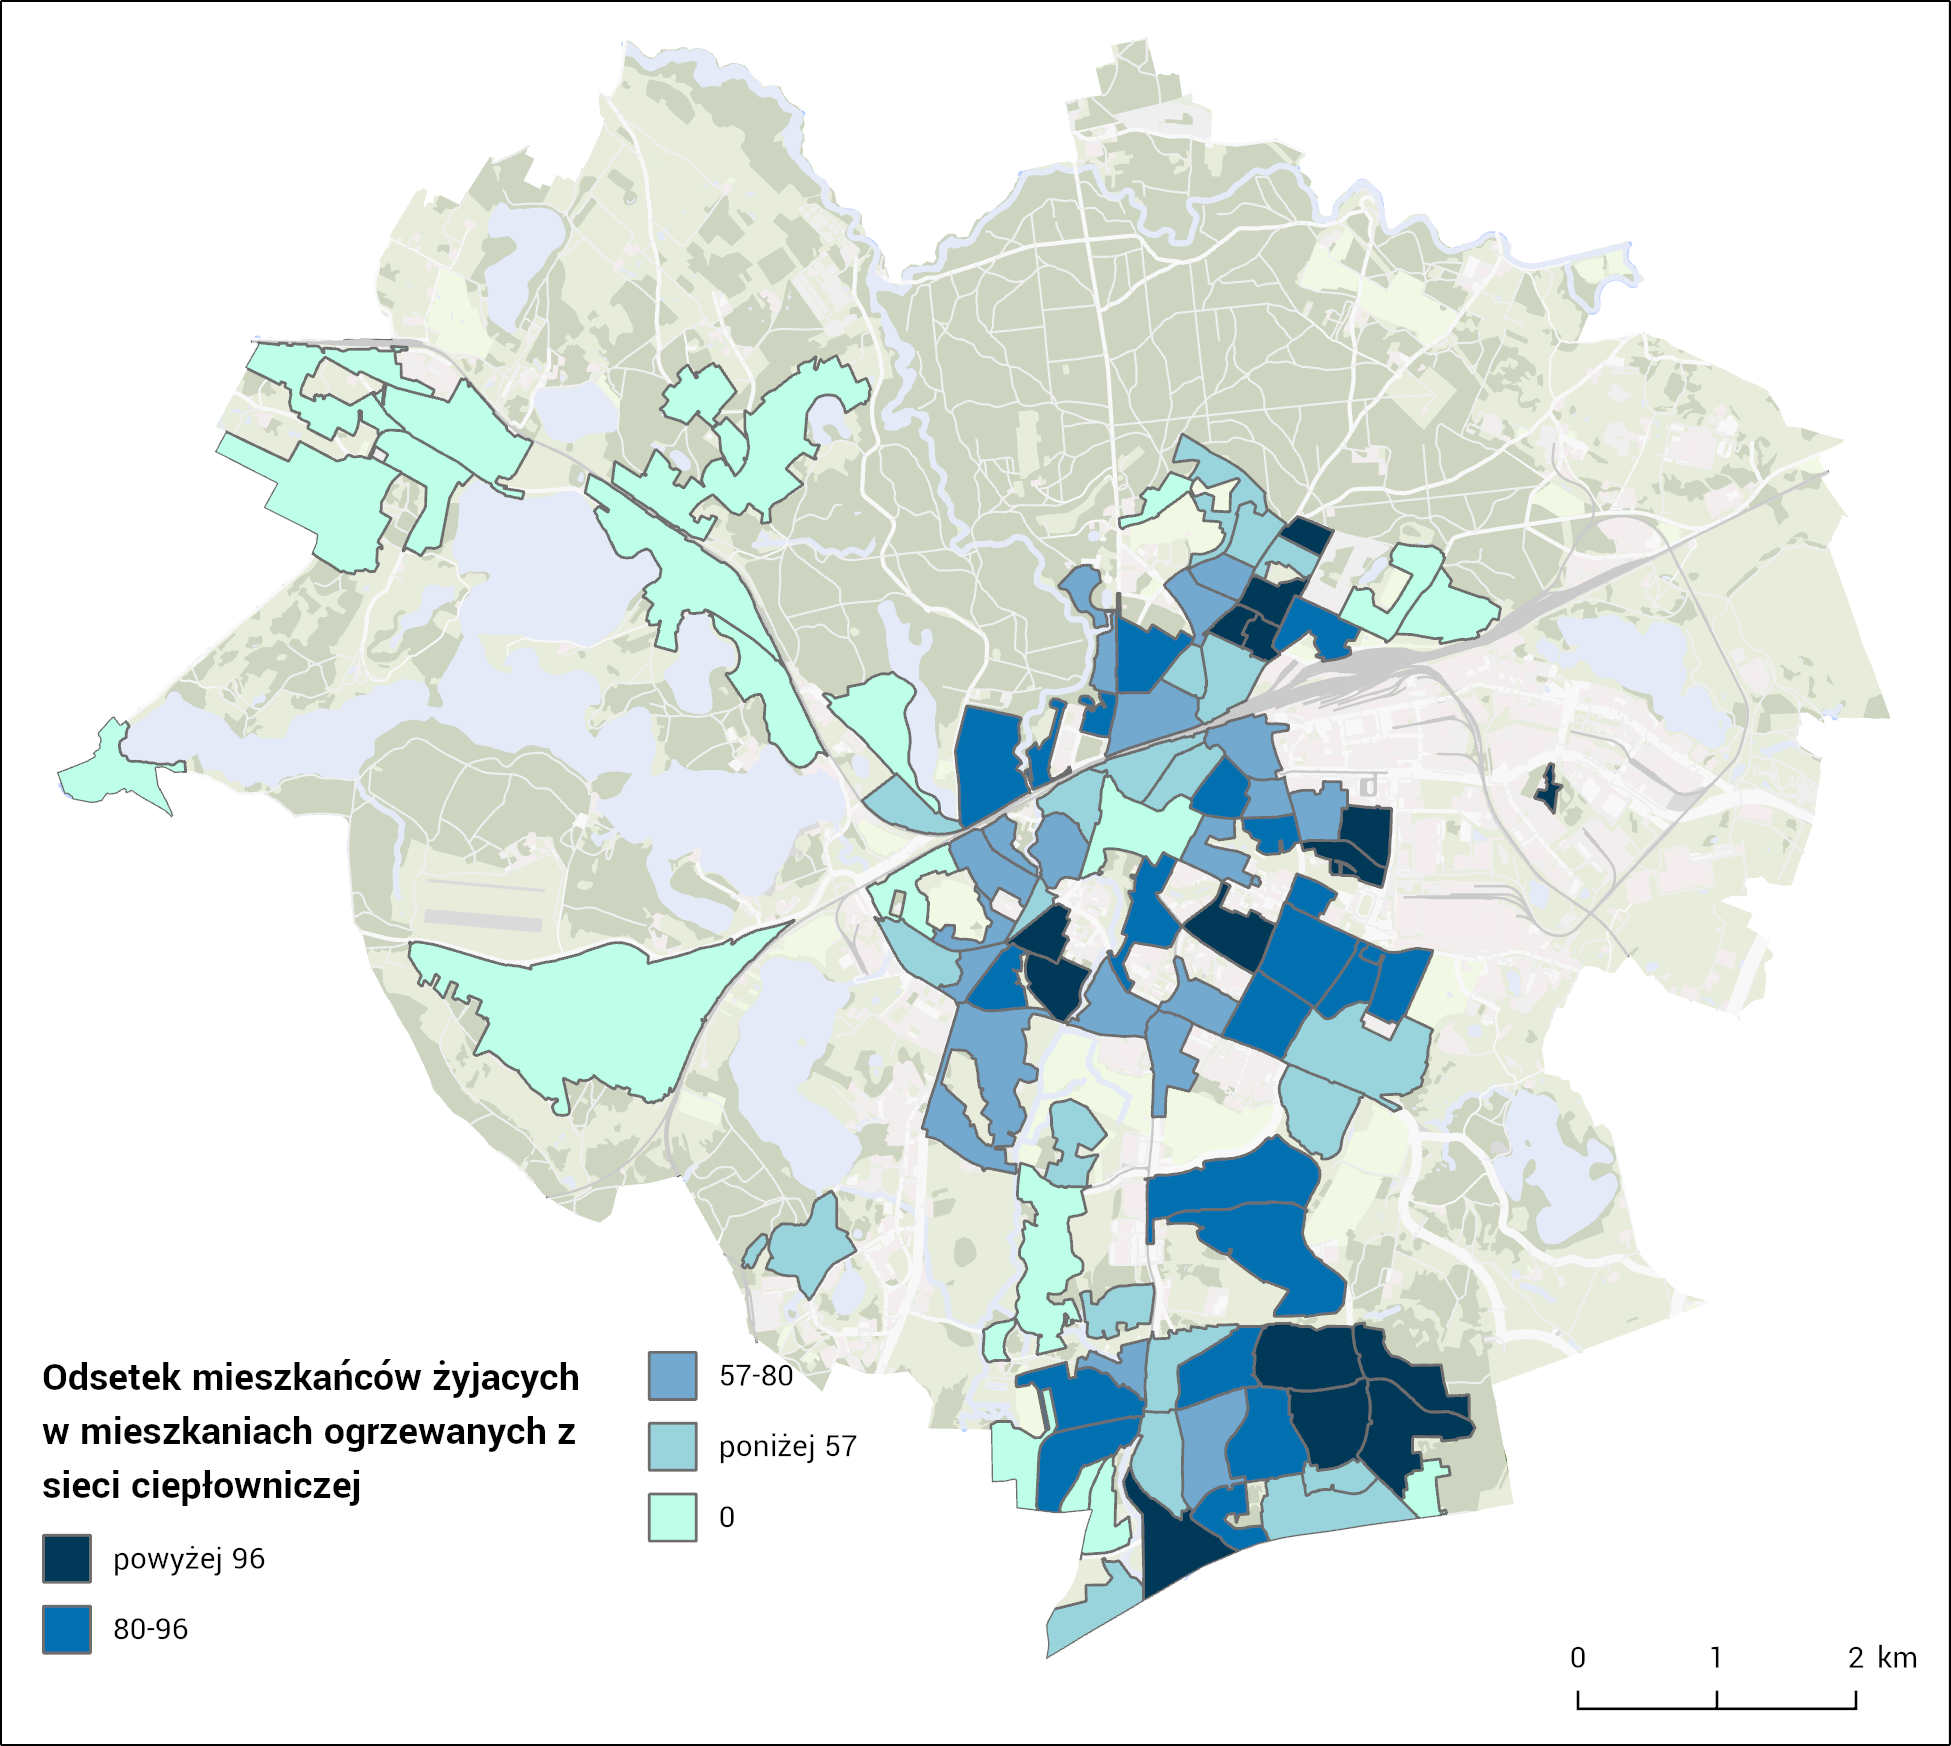 Odsetek mieszkańców żyjacych
w mieszkaniach ogrzewanych z
sieci ciepłowniczej
powyżej 96
80-96
57-80
poniżej 57
0
0 1 2 km